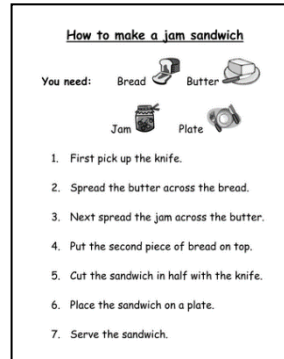 How to make a jam sandwich
You need: Bread Butter
Jam Plate
1. First pick up the knife.
2. Spread the butter across the bread.
3. Next spread the jam across the butter.
4. Put the second piece of bread on top.
5. Cut the sandwich in half with the knife.
6. Place the sandwich on a plate.
7. Serve the sandwich.